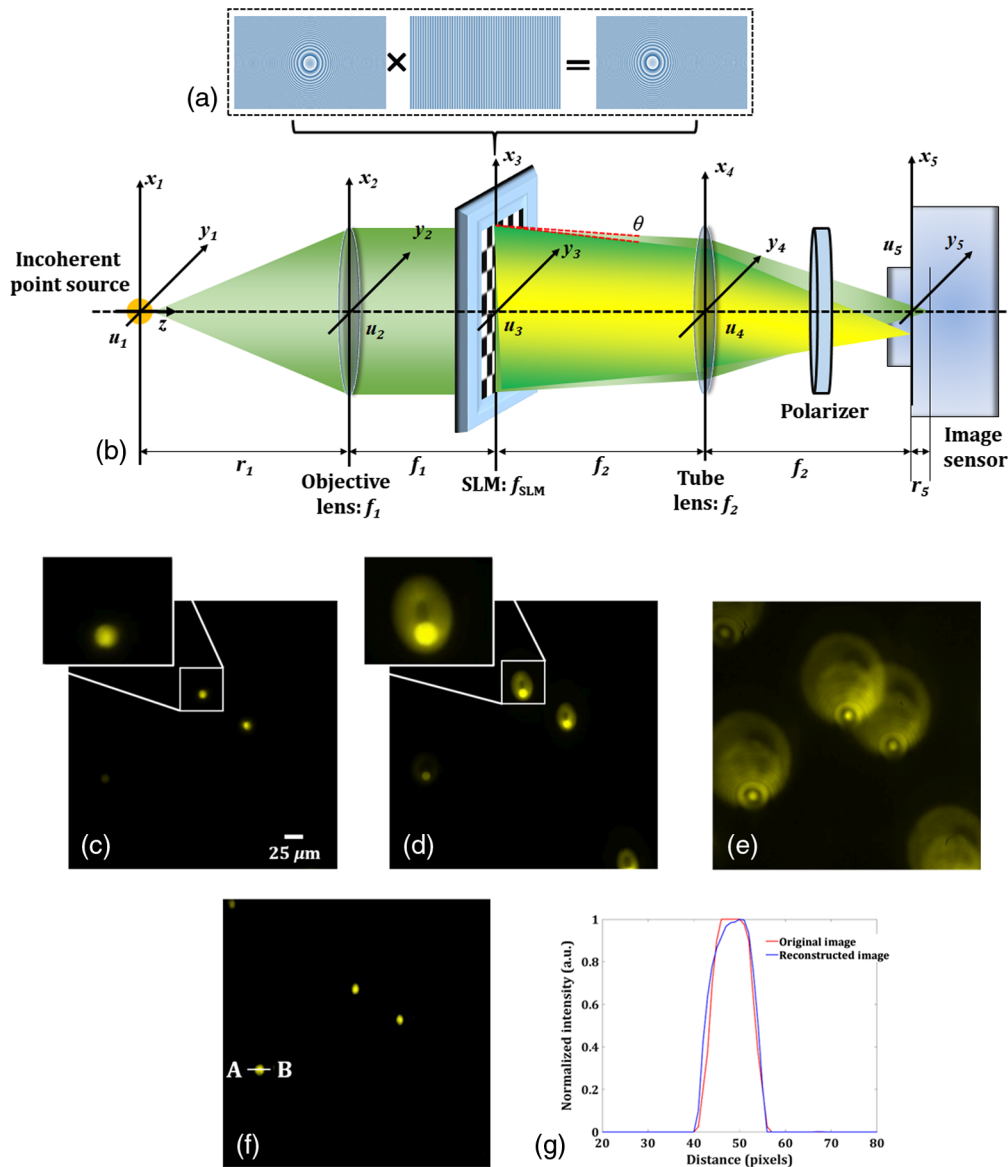 (a)
×
=
x3
x1
x2
x4
x5
θ
y1
y2
y3
y4
y5
u5
Incoherent
point source
z
u1
u2
u3
u4
Polarizer
(b)
r1
f1
f2
f2
r5
Image
sensor
Objective
lens: f1
SLM: fSLM
Tube
lens: f2
25 μm
(c)
(d)
(e)
A
B
(f)
Normalized intensity (a.u.)
1
0.8
0.6
0.4
0.2
0
20
30
40
50
60
70
80
Distance (pixels)
Original image
Reconstructed image
(g)